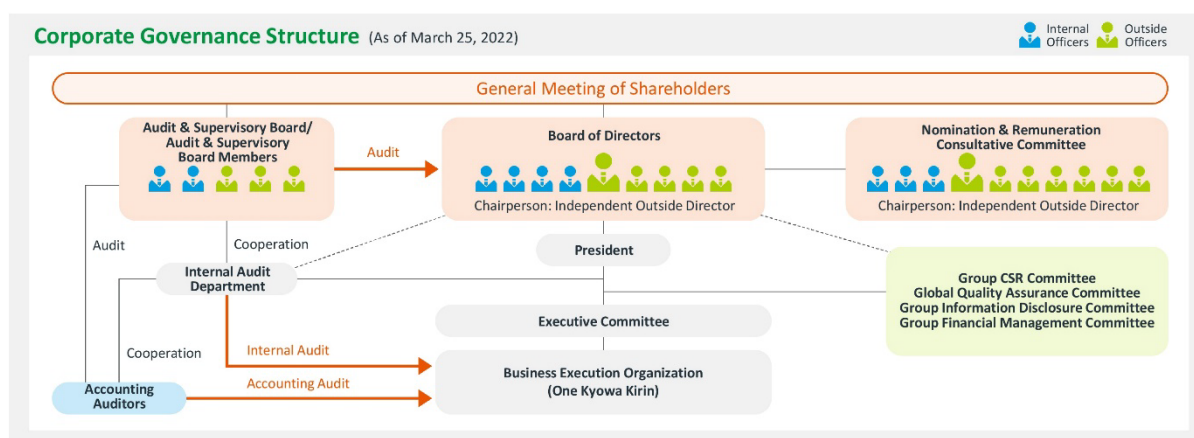 Corporate Governance Structure (As of March 25, 2022)
Internal
Officers
Outside
Officers
General Meeting of Shareholders
Audit & Supervisory Board/
Audit & Supervisory
Board Members
Audit
Board of Directors
Chairperson: Independent Outside Director
Nomination & Remuneration
Consultative Committee
Chairperson: Independent Outside Director
Audit
Cooperation
President
Internal Audit
Department
Group CSR Committee
Global Quality Assurance Committee
Group Information Disclosure Committee
Group Financial Management Committee
Executive Committee
Cooperation
Internal Audit
Business Execution Organization
(One Kyowa Kirin)
Accounting Audit
Accounting
Auditors